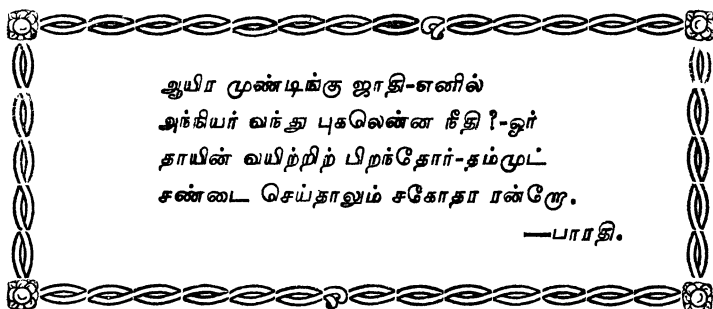 ஆயிர முண்டிங்கு ஜாதி-எனில்
அந்நியர் வந்து புகலென்ன நீதி ?-ஓர்
தாயின் வயிற்றிற் பிறந்தோர்-தம்முட்
சண்டை செய்தாலும் சகோதர ரன்றோ.
—பாரதி.